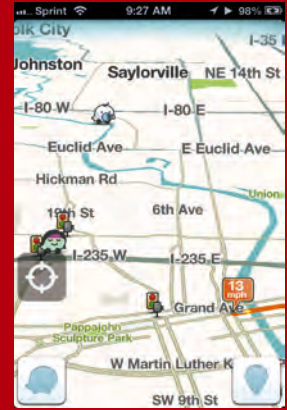 Sprint 9:27 AM 98%
olk City
I-35
Johnston
Saylorville NE 14th St
I-80 W I-80 E
Euclid Ave E Euclid Ave
Hickman Rd
Union
19th St 6th Ave
I-235 W I-235 E
13
mph
Grand Ave
Pappajohn
Sculpture Park
W Martin Luther K
SW 9th St